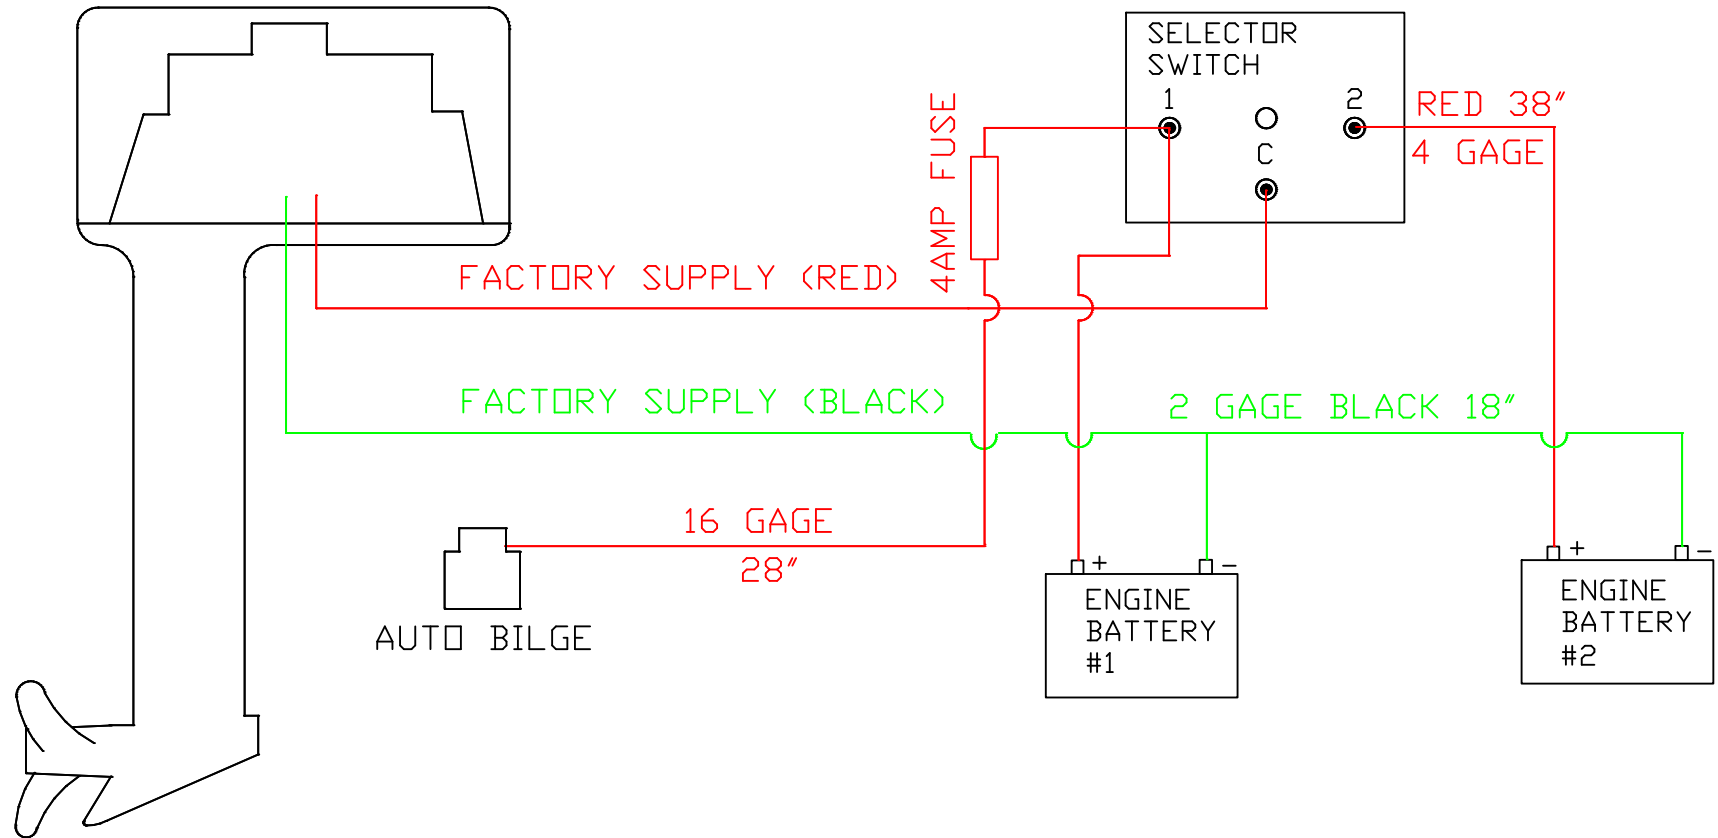 SELECTOR
SWITCH
1
2
C
RED 38"
4 GAGE
4AMP FUSE
FACTORY SUPPLY (RED)
FACTORY SUPPLY (BLACK)
2 GAGE BLACK 18"
16 GAGE
28"
AUTO BILGE
+
-
ENGINE
BATTERY
#1
+
-
ENGINE
BATTERY
#2